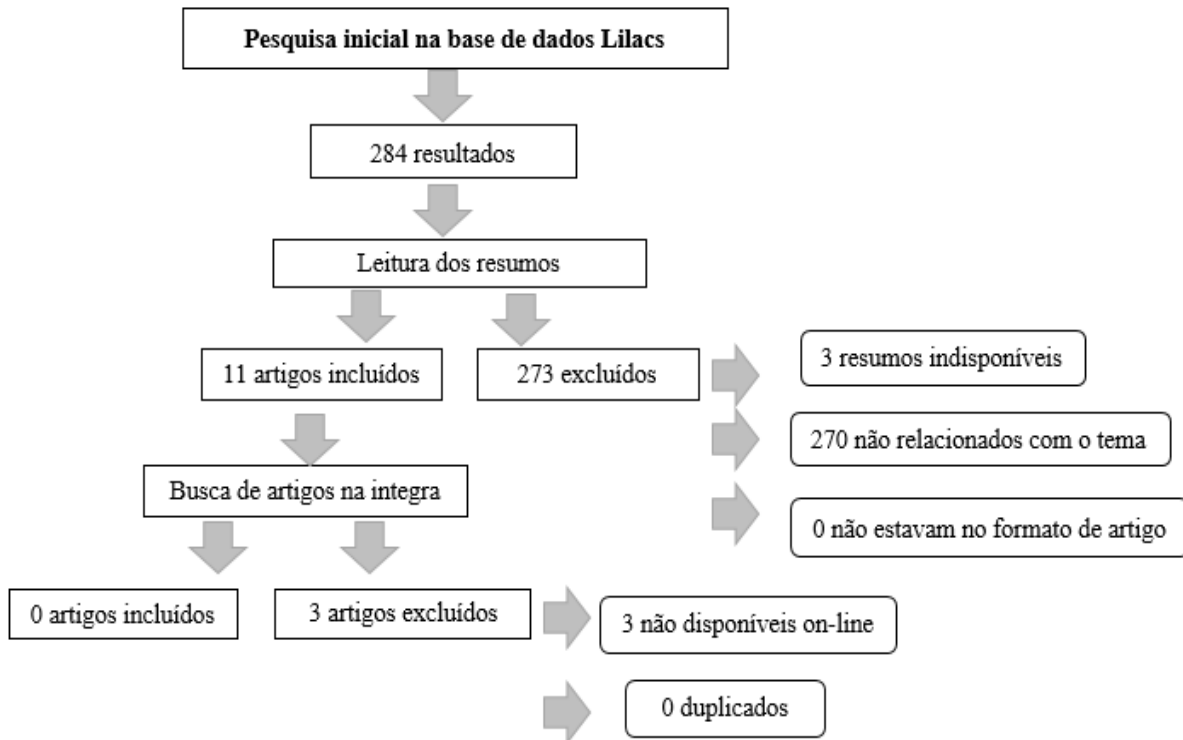 Pesquisa inicial na base de dados Lilacs
284 resultados
Leitura dos resumos
11 artigos incluídos
273 excluídos
3 resumos indisponíveis
270 não relacionados com o tema
0 não estavam no formato de artigo
Busca de artigos na integra
0 artigos incluídos
3 artigos excluídos
3 não disponíveis on-line
0 duplicados